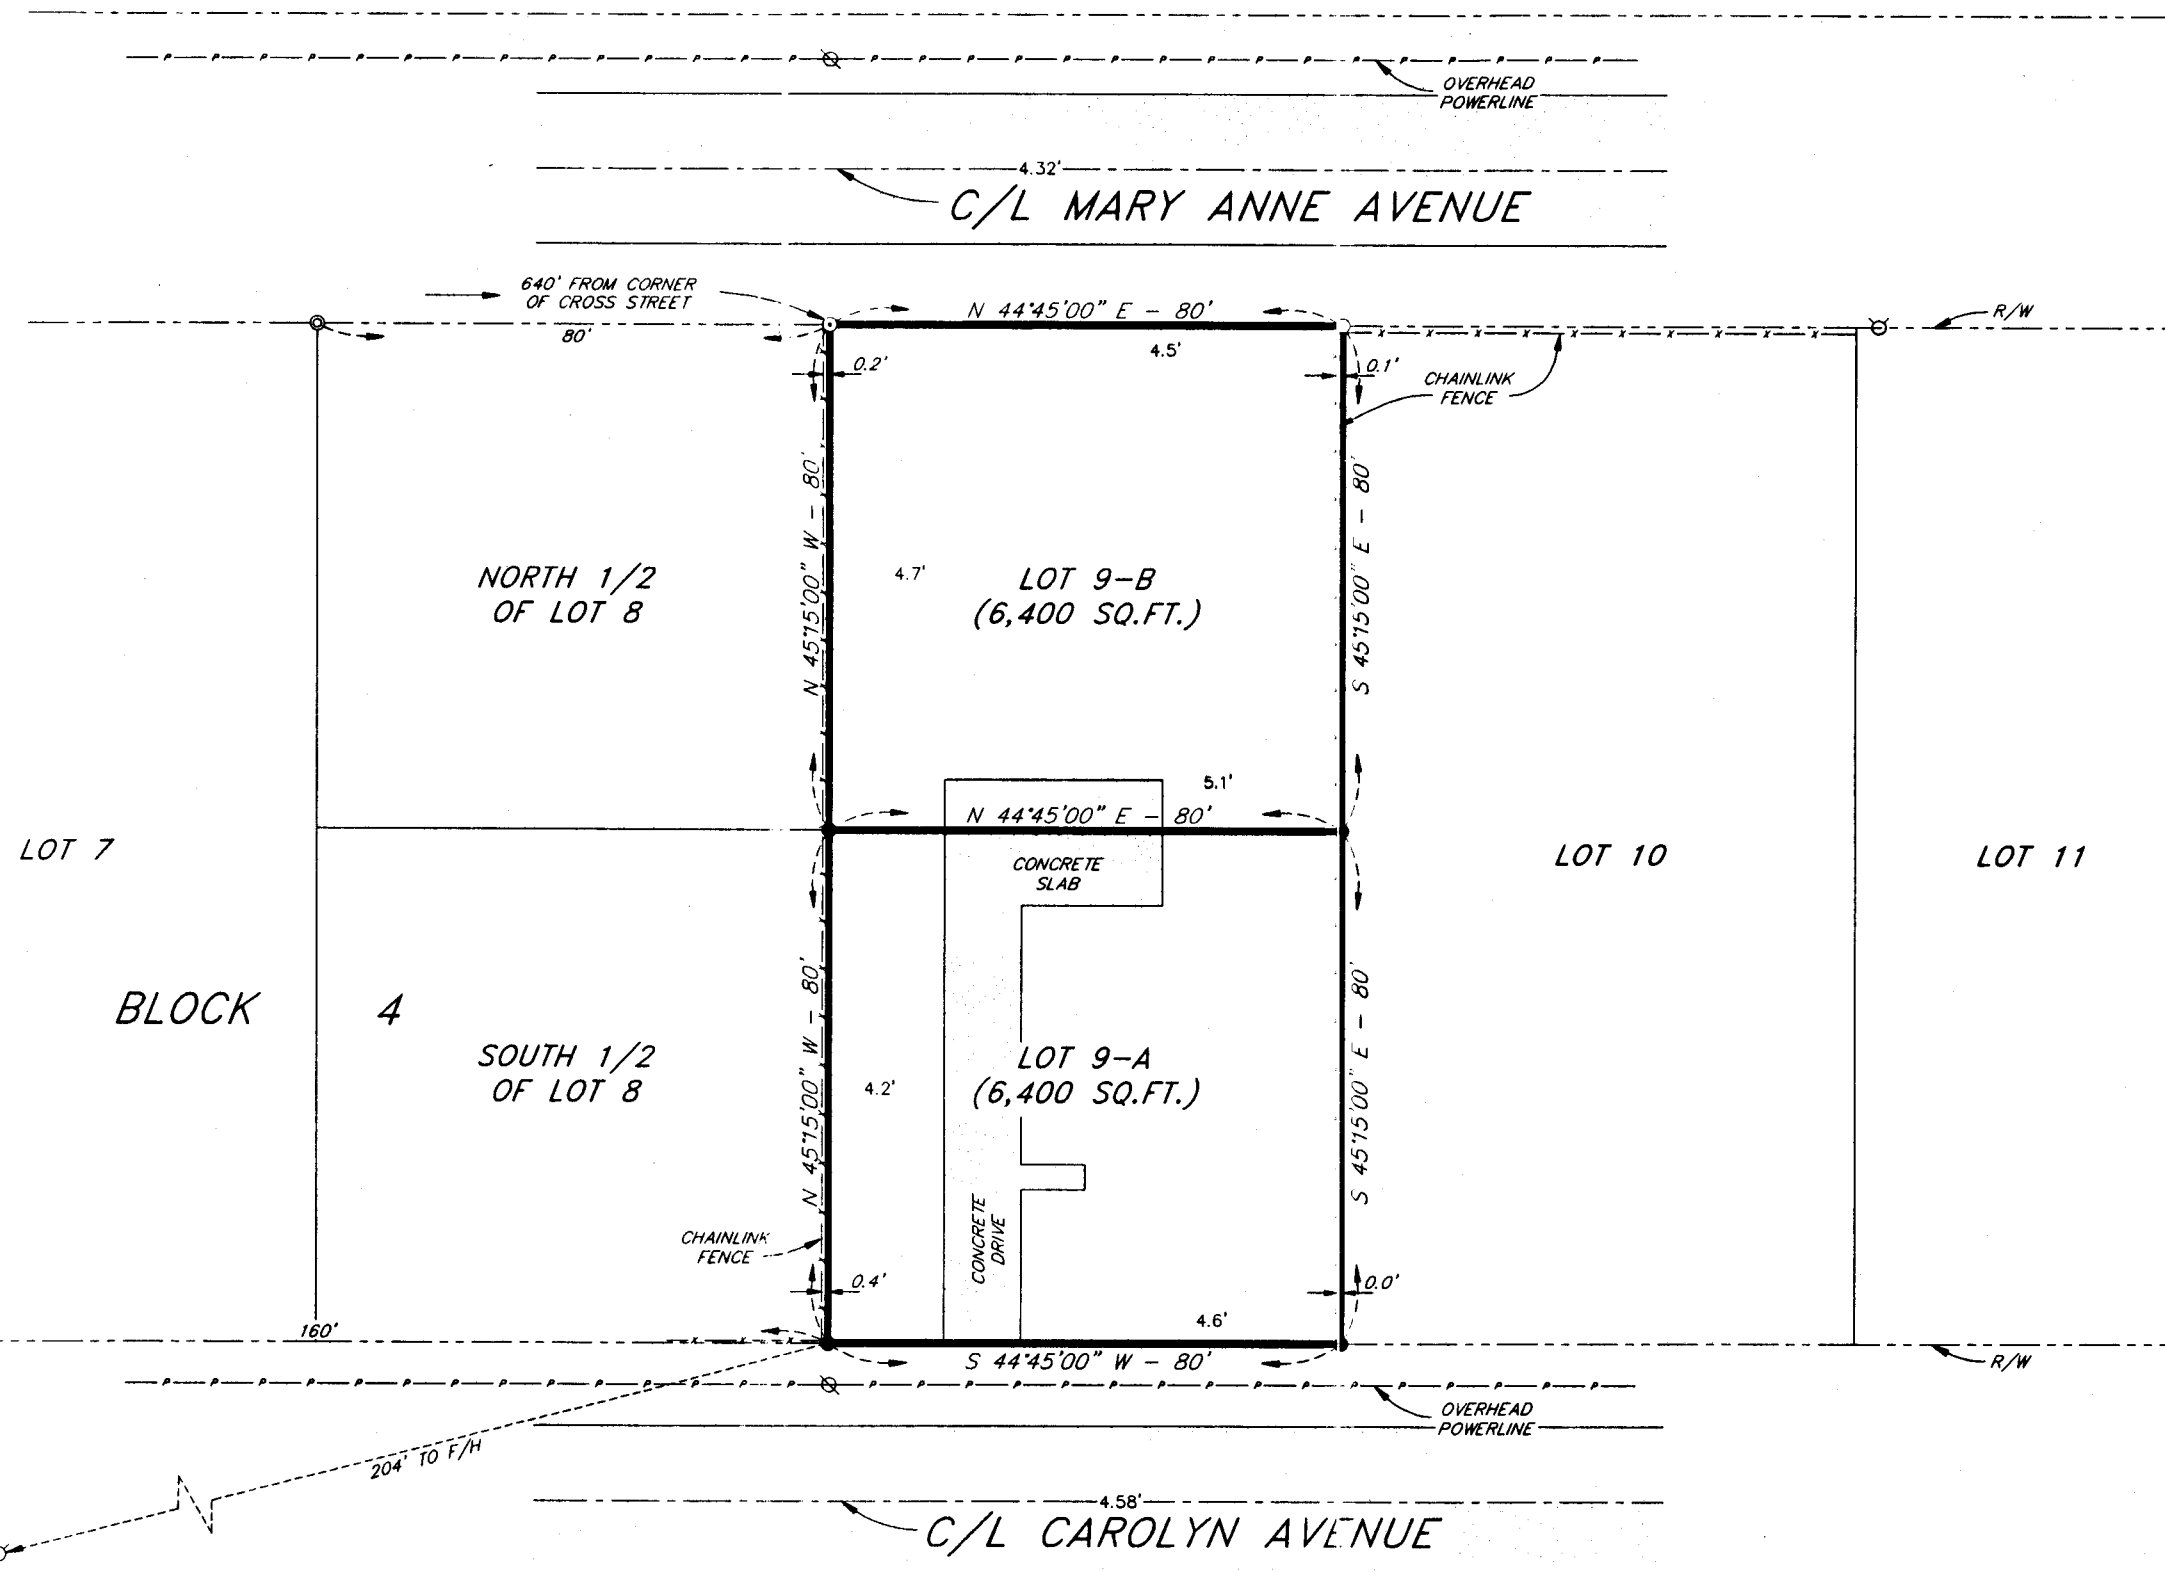 OVERHEAD
POWERLINE
4.32'
C/L MARY ANNE AVENUE
640' FROM CORNER
OF CROSS STREET
80'
N 44°45'00" E - 80'
R/W
4.5'
0.2'
0.1'
CHAINLINK
FENCE
N 45°15'00" W - 80'
S 45°15'00" E - 80'
NORTH 1/2
OF LOT 8
4.7'
LOT 9-B
(6,400 SQ.FT.)
5.1'
N 44°45'00" E - 80'
LOT 7
CONCRETE
SLAB
LOT 10
LOT 11
BLOCK 4
N 45°15'00" W - 80'
S 45°15'00" E - 80'
SOUTH 1/2
OF LOT 8
4.2'
LOT 9-A
(6,400 SQ.FT.)
CONCRETE
DRIVE
CHAINLINK
FENCE
0.4'
0.0'
160'
4.6'
S 44°45'00" W - 80'
R/W
OVERHEAD
POWERLINE
204' TO F/H
4.58'
C/L CAROLYN AVENUE